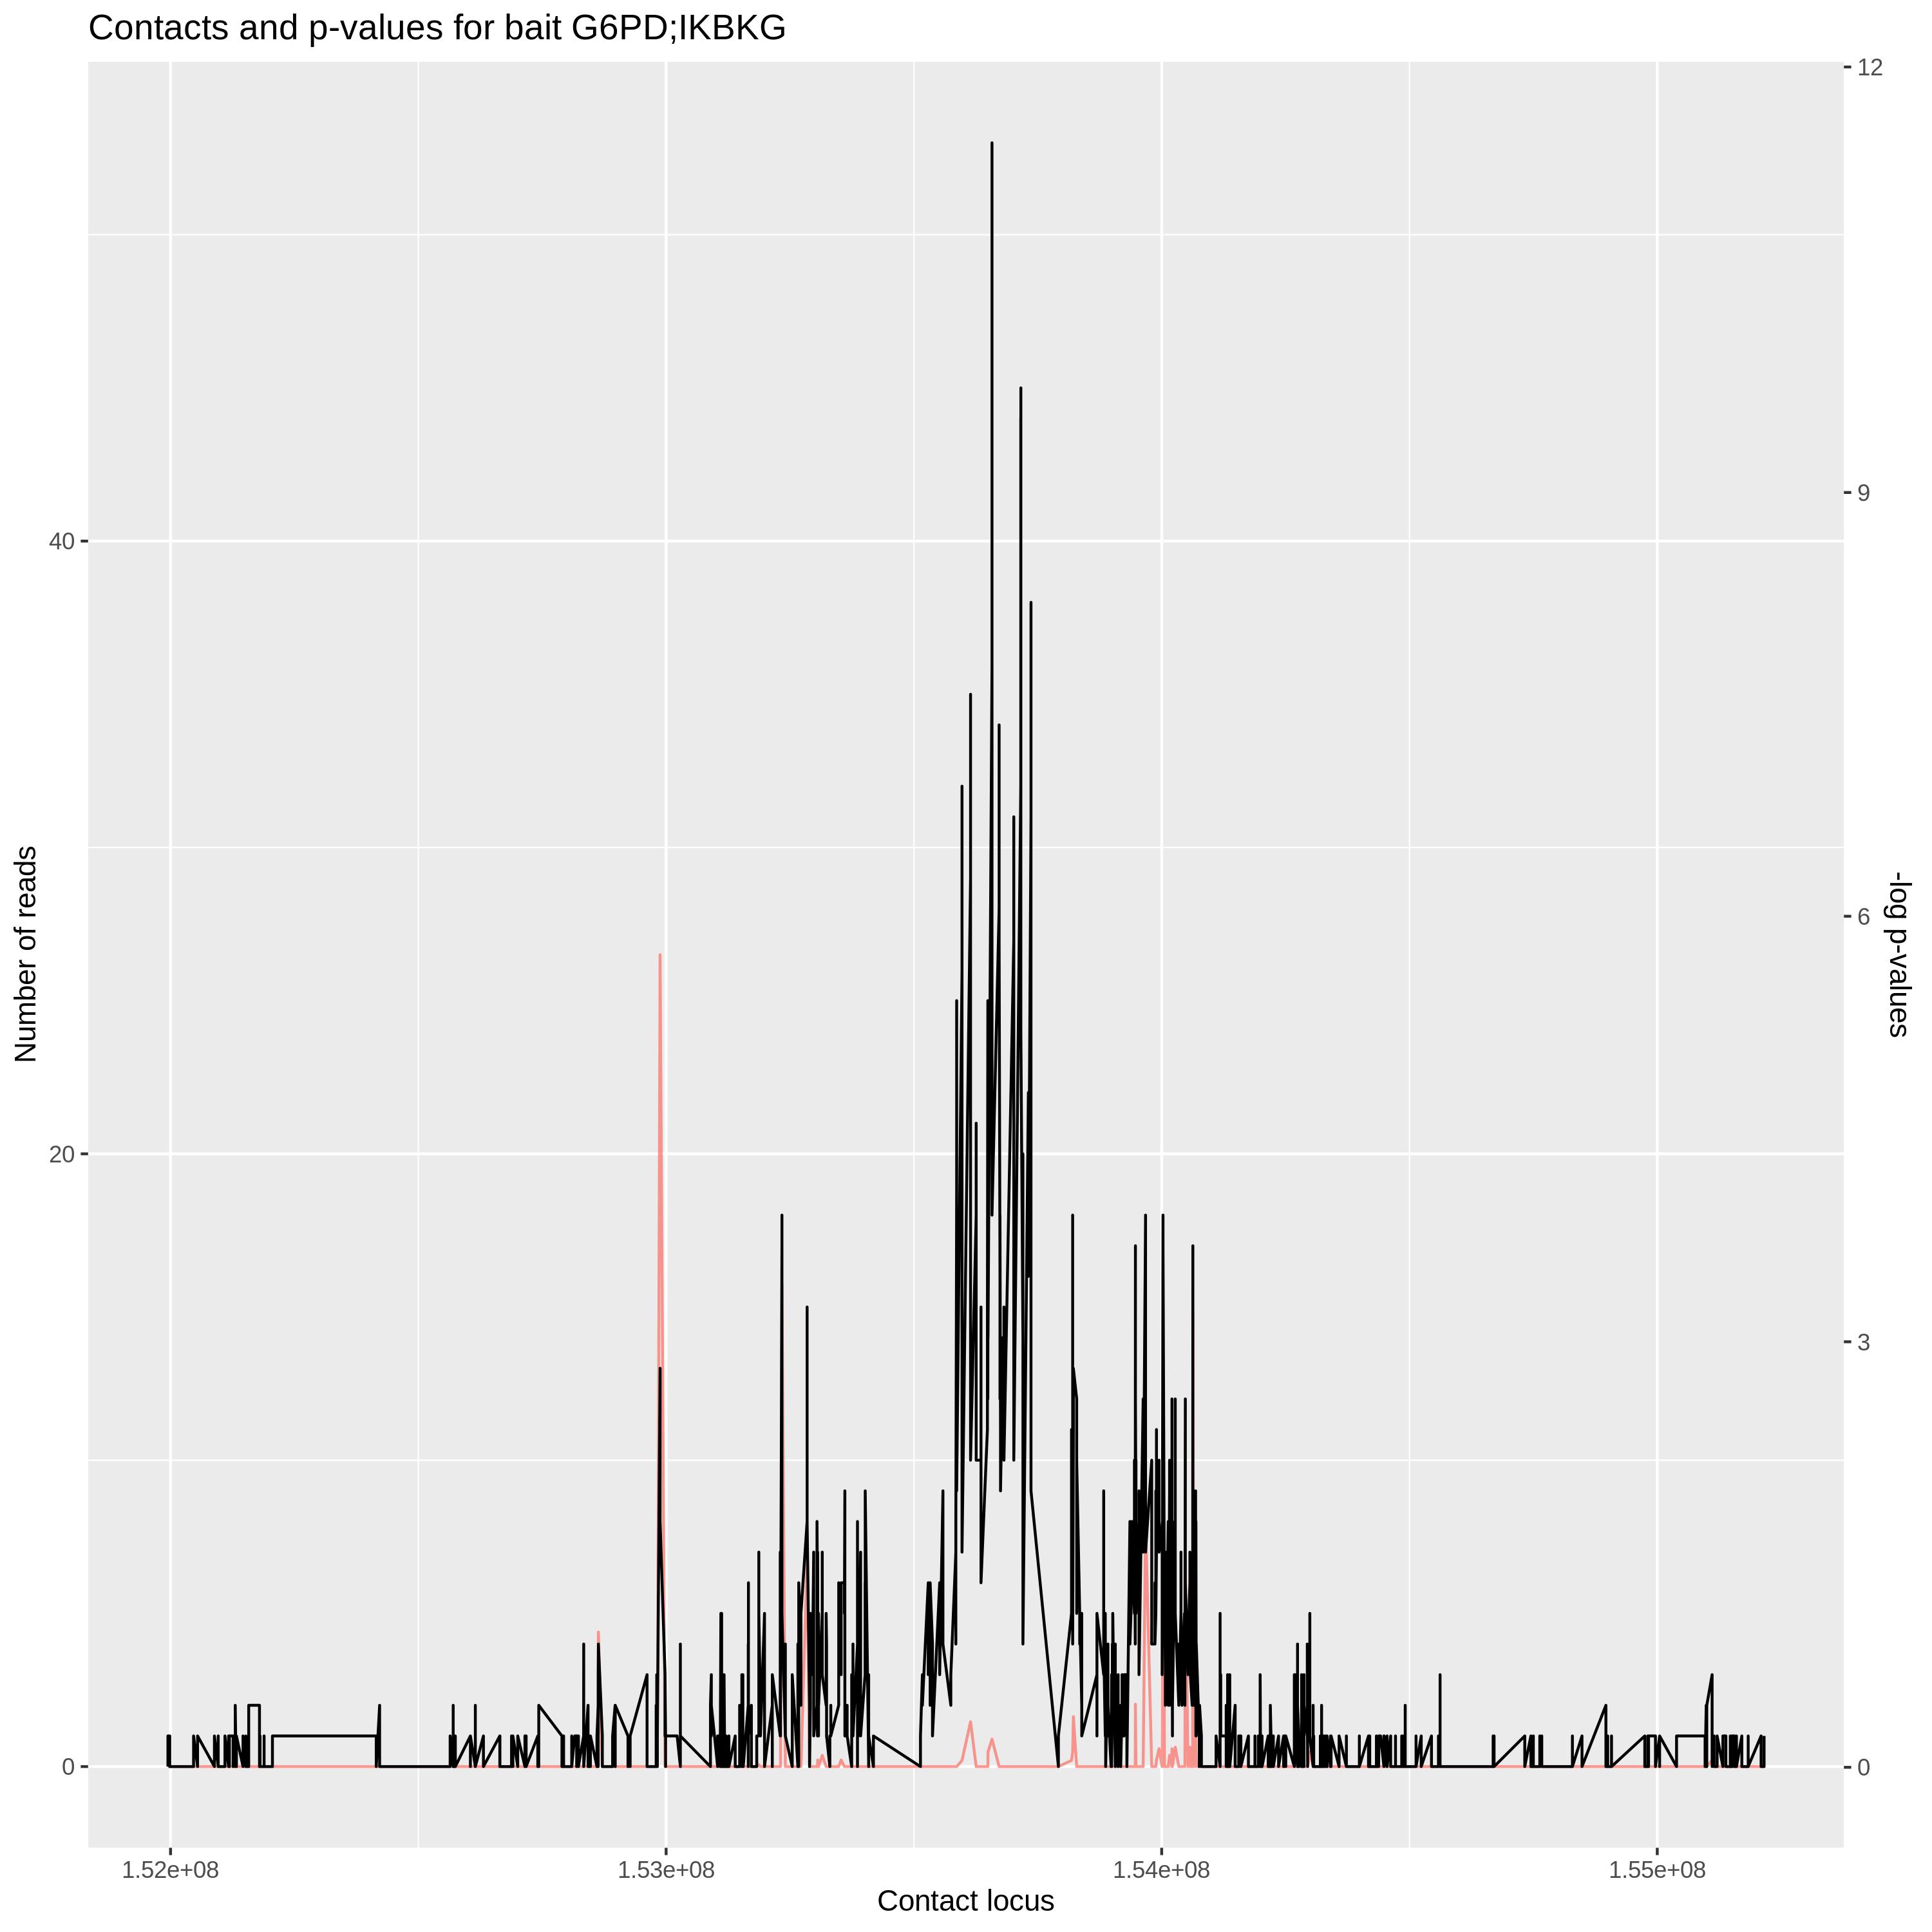 Contacts and p-values for bait G6PD;IKBKG
12
9
6
3
0
-log p-values
40
20
0
Number of reads
1.52e+08
1.53e+08
1.54e+08
1.55e+08
Contact locus